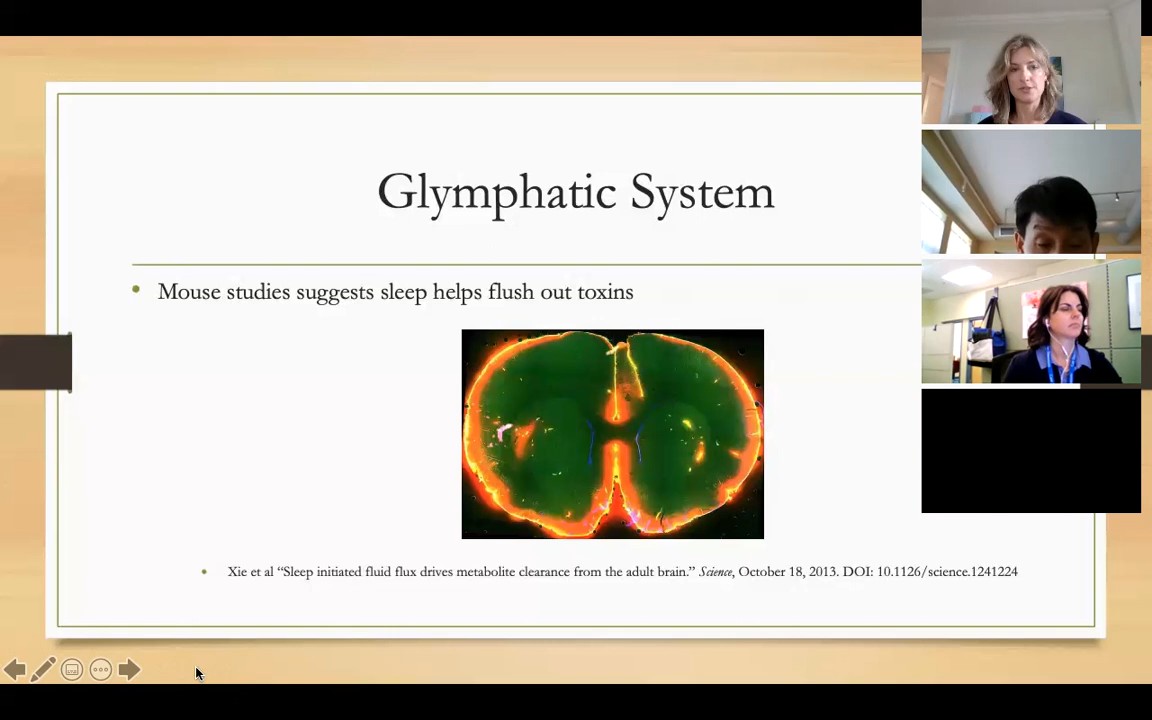 Glymphatic System
Mouse studies suggests sleep helps flush out toxins
Xie et al “Sleep initiated fluid flux drives metabolite clearance from the adult brain.” Science, October 18, 2013. DOI: 10.1126/science.1241224